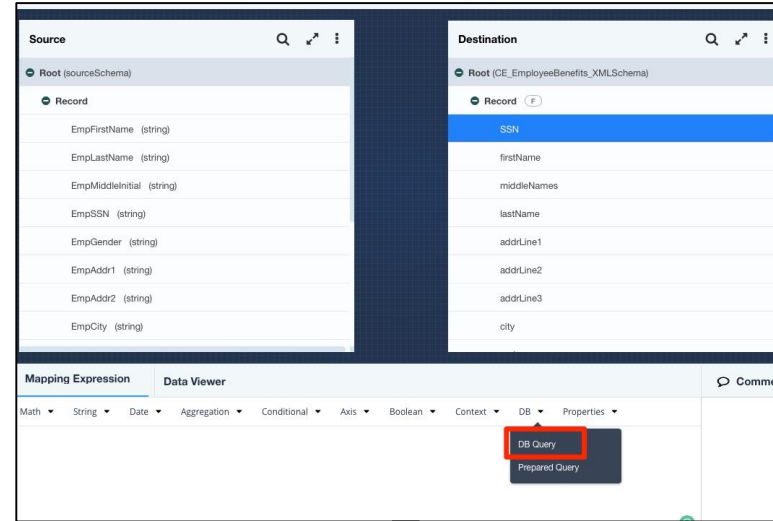 Source
Root (sourceSchema)
Record
EmpFirstName (string)
EmpLastName (string)
EmpMiddleInitial (string)
EmpSSN (string)
EmpGender (string)
EmpAddr1 (string)
EmpAddr2 (string)
EmpCity (string)
Destination
Root (CE_EmployeeBenefits_XMLSchema)
Record F
SSN
firstName
middleNames
lastName
addrLine1
addrLine2
addrLine3
city
Mapping Expression Data Viewer
Comme
Math String Date Aggregation Conditional Axis Boolean Context DB Properties
DB Query
Prepared Query